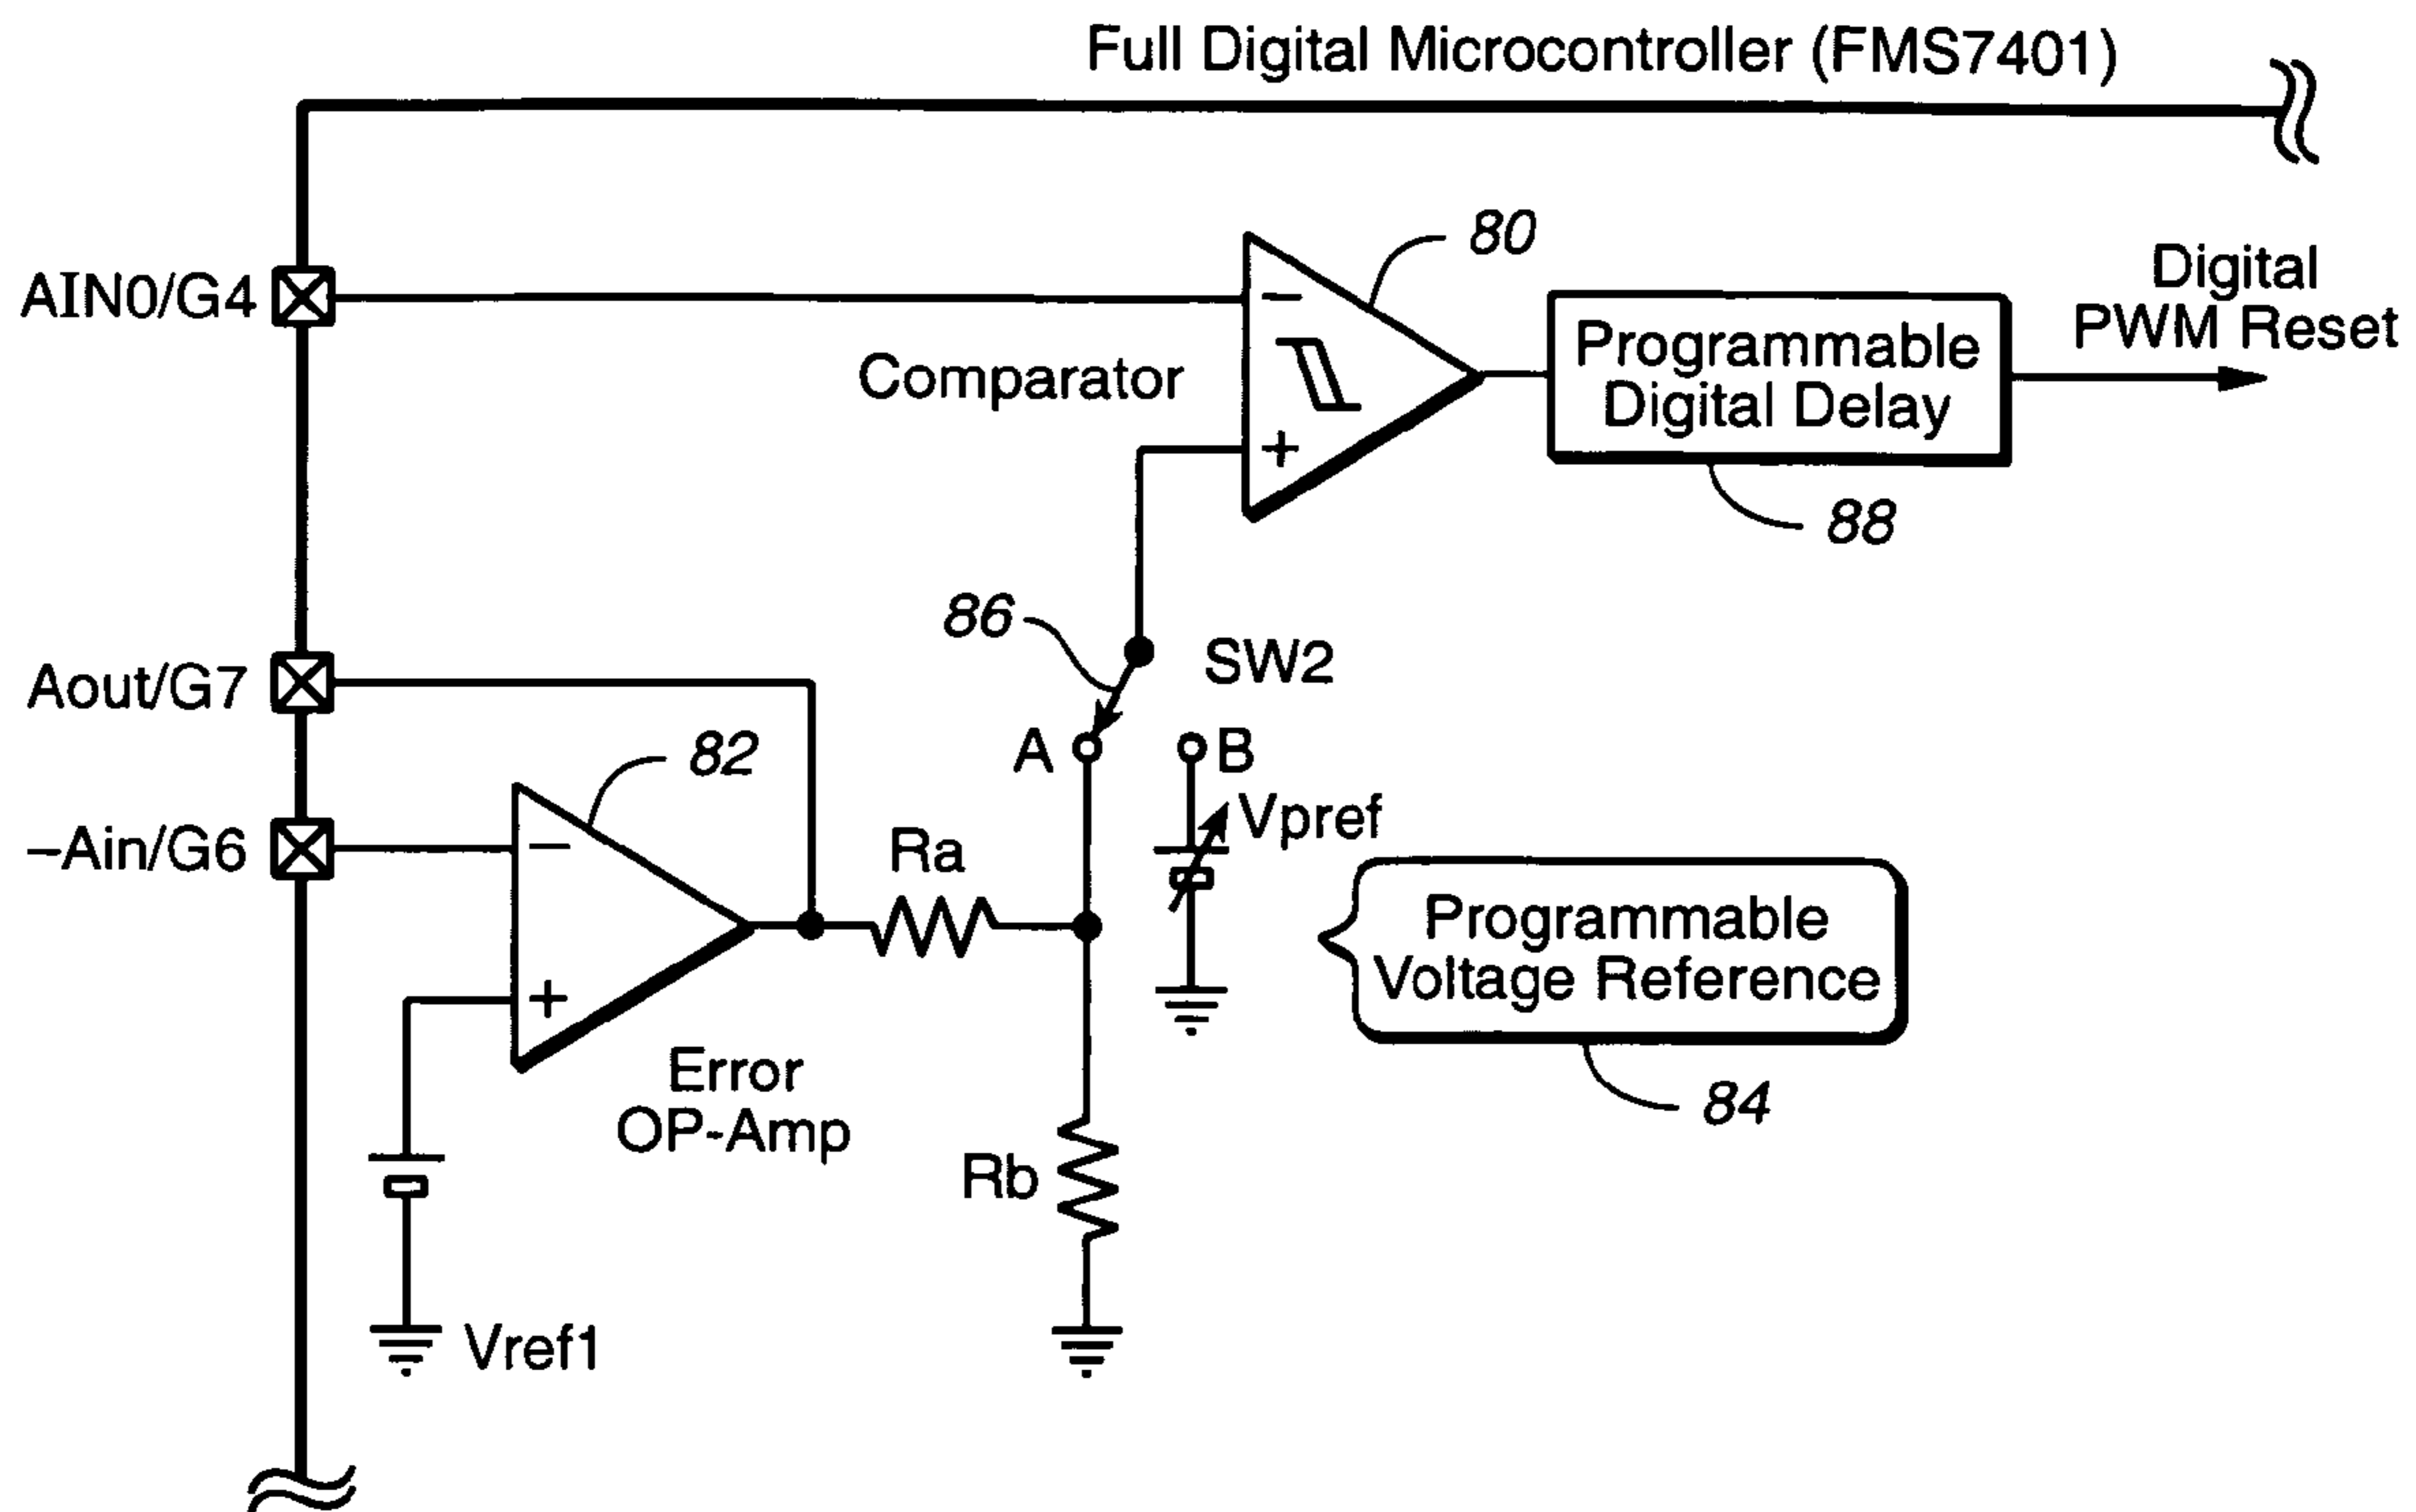 Full Digital Microcontroller (FMS7401)
80
Digital
PWM Reset
AIN0/G4
−
Programmable
Digital Delay
Comparator
+
88
86
SW2
Aout/G7
A
B
82
Vpref
−Ain/G6
−
Ra
Programmable
Voltage Reference
+
Error
OP-Amp
84
Rb
Vref1